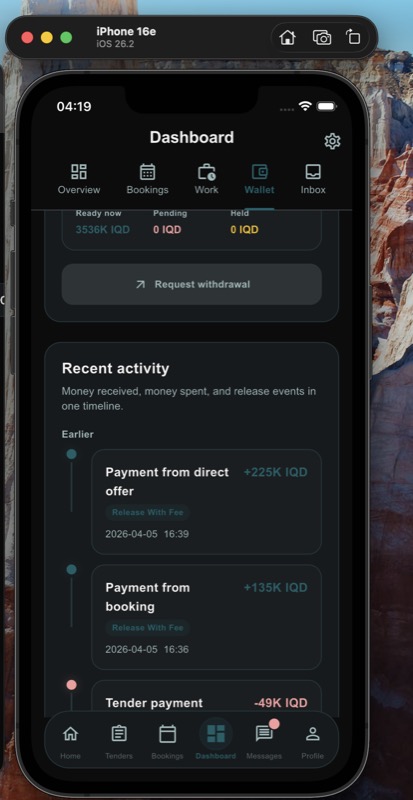 iPhone 16e
iOS 26.2
04:19
Dashboard
Overview
Bookings
Work
Wallet
Inbox
Ready now
Pending
Held
3536K IQD
0 IQD
0 IQD
Request withdrawal
Recent activity
Money received, money spent, and release events in
one timeline.
Earlier
Payment from direct
offer
+225K IQD
Release With Fee
2026-04-05 16:39
Payment from
booking
+135K IQD
Release With Fee
2026-04-05 16:36
Tender payment
-49K IQD
Home
Tenders
Bookings
Dashboard
Messages
Profile